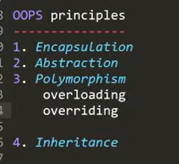 OOPS principles
----------------
1. Encapsulation
2. Abstraction
3. Polymorphism
overloading
overriding
4. Inheritance